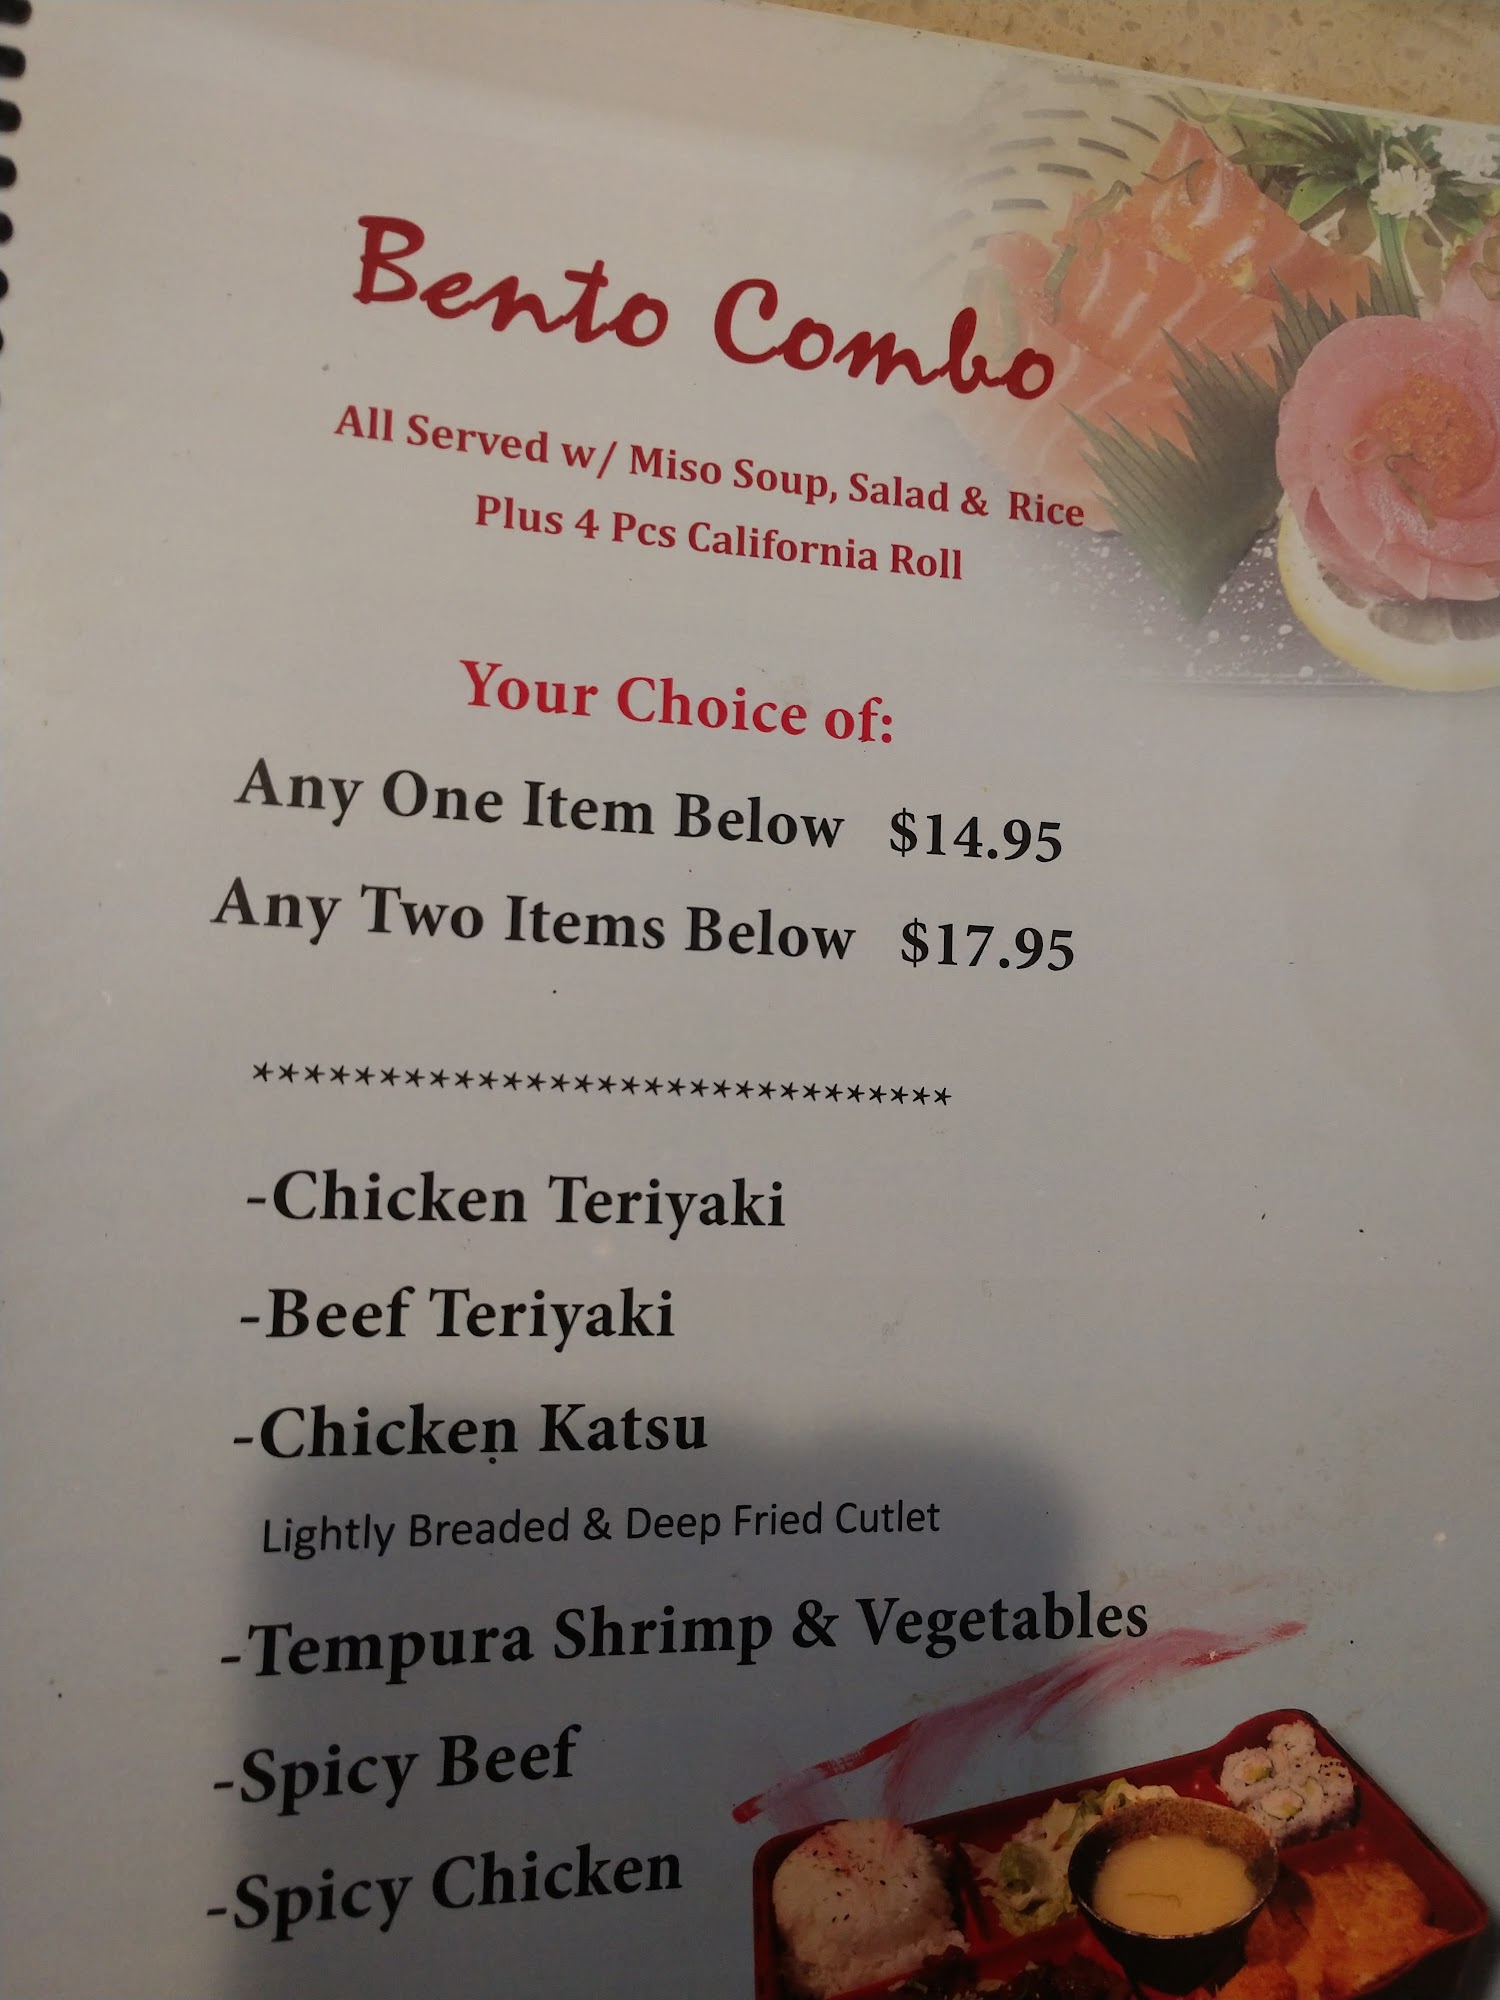 Bento Combo
All Served w/ Miso Soup, Salad & Rice
Plus 4 Pcs California Roll
Your Choice of:
Any One Item Below $14.95
Any Two Items Below $17.95
*****************************
-Chicken Teriyaki
-Beef Teriyaki
-Chicken Katsu
Lightly Breaded & Deep Fried Cutlet
-Tempura Shrimp & Vegetables
-Spicy Beef
-Spicy Chicken